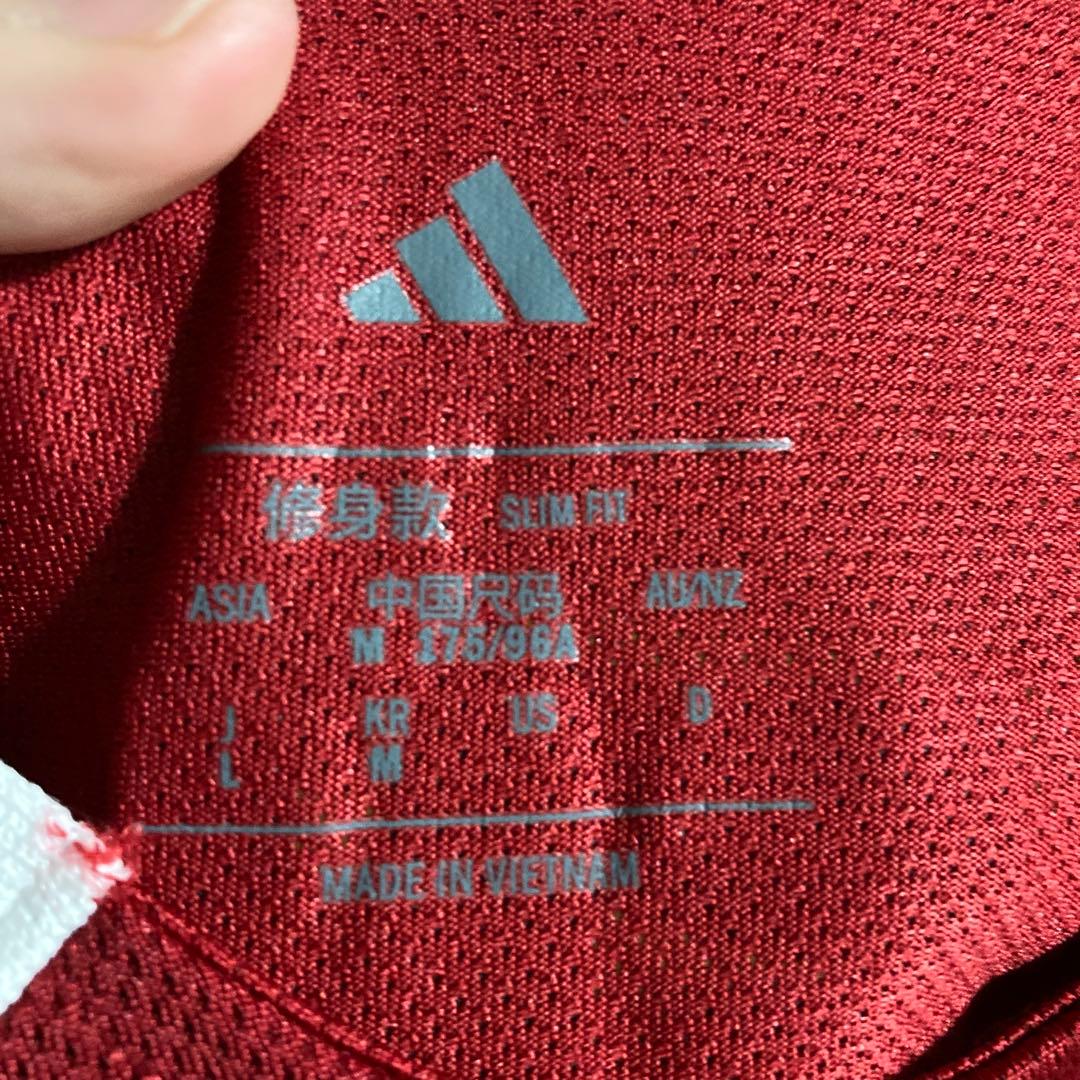 修身款 SLIM FIT
ASIA 中国尺码 AU/NZ
M 175/96A
J KR US D
L M
MADE IN VIETNAM